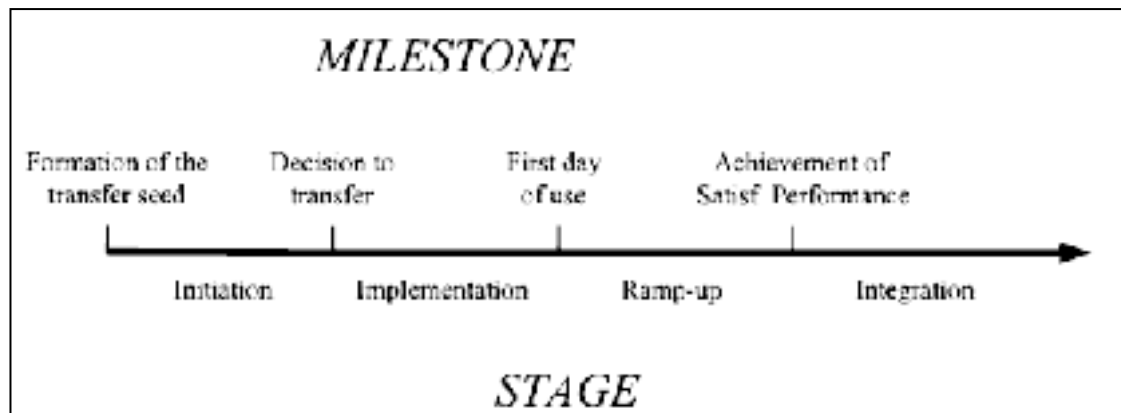 MILESTONE
Formation of the
transfer seed
Decision to
transfer
First day
of use
Achievement of
Satisf Performance
Initiation
Implementation
Ramp-up
Integration
STAGE